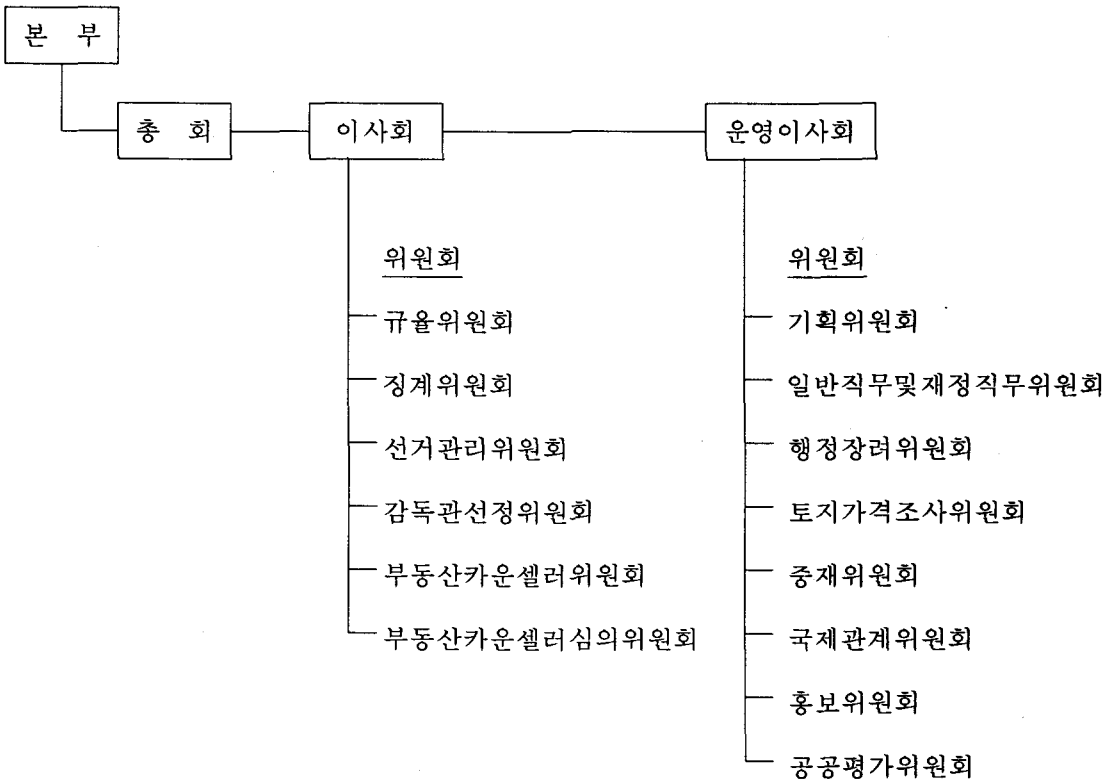 본 부
총 회
이사회
운영이사회
위원회
규율위원회
징계위원회
선거관리위원회
감독관선정위원회
부동산카운셀러위원회
부동산카운셀러심의위원회
위원회
기획위원회
일반직무및재정직무위원회
행정장려위원회
토지가격조사위원회
중재위원회
국제관계위원회
홍보위원회
공공평가위원회